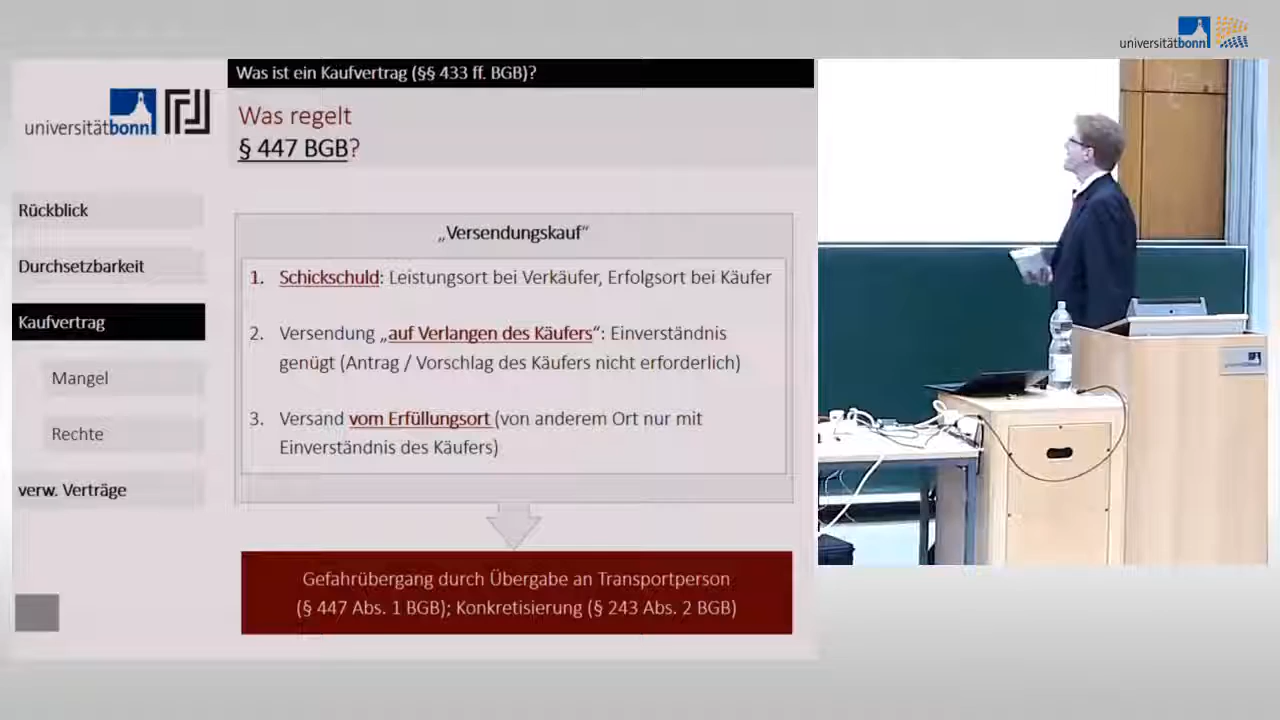 universitätbonn
Was ist ein Kaufvertrag (§§ 433 ff. BGB)?
universitätbonn
Was regelt
§ 447 BGB?
Rückblick
Durchsetzbarkeit
Kaufvertrag
Mangel
Rechte
verw. Verträge
„Versendungskauf“
1. Schickschuld: Leistungsort bei Verkäufer, Erfolgsort bei Käufer
2. Versendung „auf Verlangen des Käufers“: Einverständnis
genügt (Antrag / Vorschlag des Käufers nicht erforderlich)
3. Versand vom Erfüllungsort (von anderem Ort nur mit
Einverständnis des Käufers)
Gefahrübergang durch Übergabe an Transportperson
(§ 447 Abs. 1 BGB); Konkretisierung (§ 243 Abs. 2 BGB)